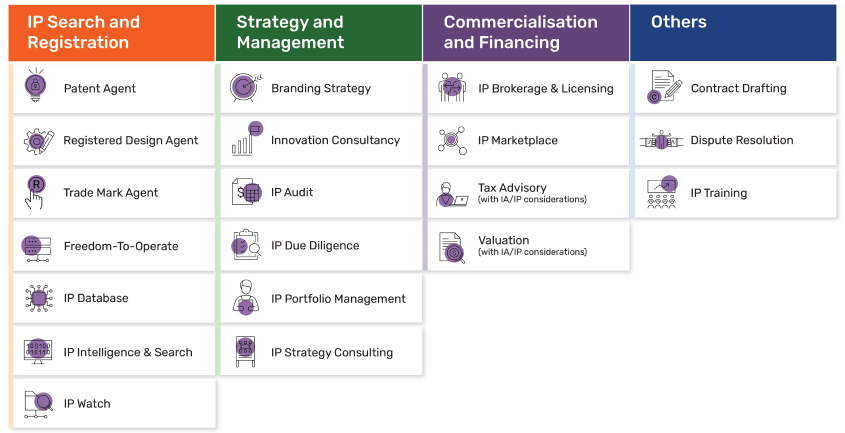 IP Search and
Registration
Patent Agent
Registered Design Agent
R
Trade Mark Agent
Freedom-To-Operate
IP Database
100100
010110
IP Intelligence & Search
IP Watch
Strategy and
Management
Branding Strategy
Innovation Consultancy
$
IP Audit
IP Due Diligence
IP Portfolio Management
IP Strategy Consulting
Commercialisation
and Financing
IP Brokerage & Licensing
IP Marketplace
Tax Advisory
(with IA/IP considerations)
$
Valuation
(with IA/IP considerations)
Others
C
Contract Drafting
Dispute Resolution
IP Training